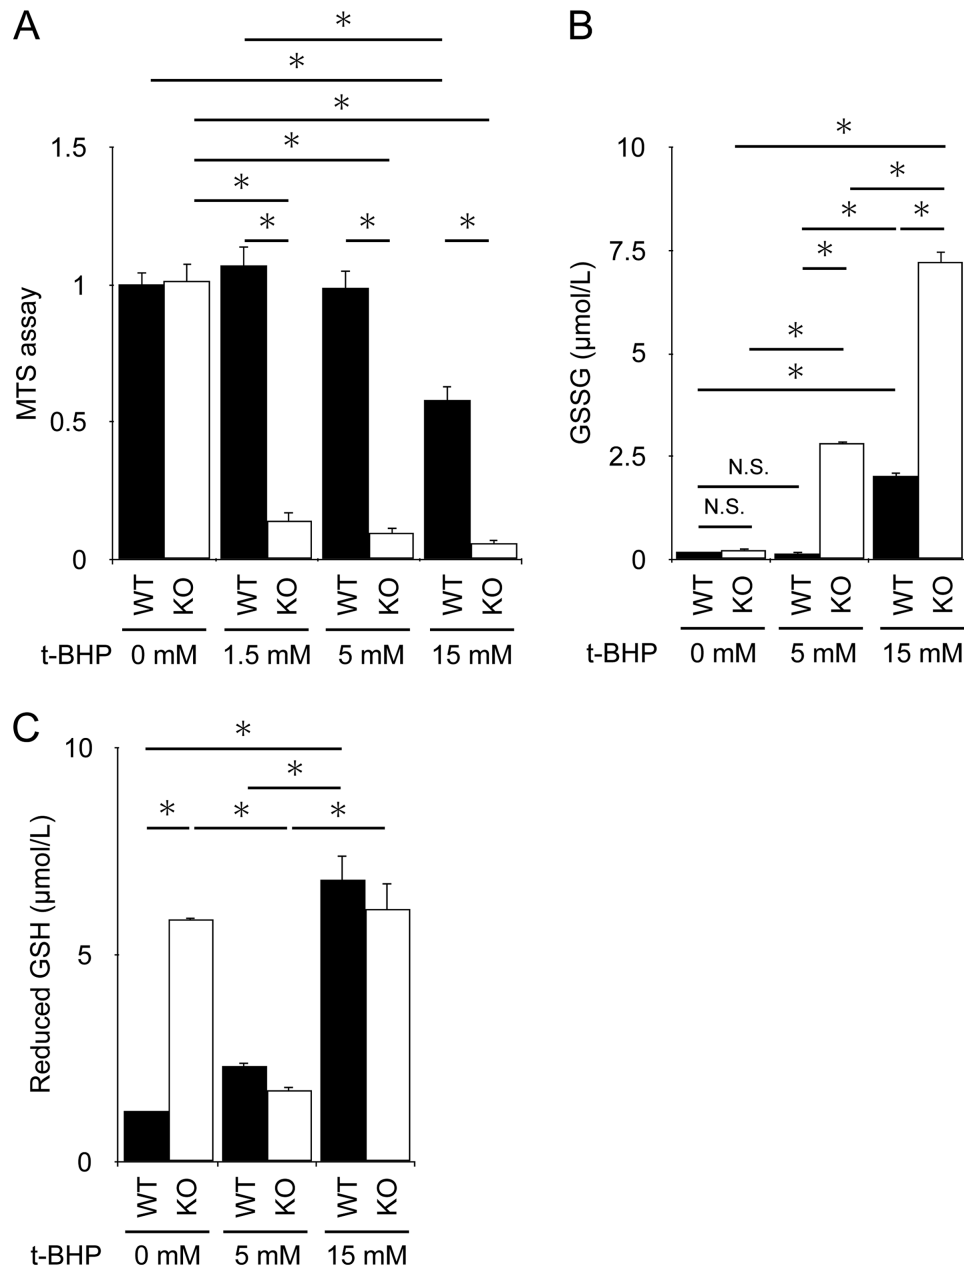 A
*
*
*
*
*
*
*
*
1.5
1
0.5
0
MTS assay
WT
KO
WT
KO
WT
KO
WT
KO
t-BHP
0 mM
1.5 mM
5 mM
15 mM
B
*
*
*
*
*
*
*
N.S.
N.S.
10
7.5
5
2.5
0
GSSG (μmol/L)
WT
KO
WT
KO
WT
KO
t-BHP
0 mM
5 mM
15 mM
C
*
*
*
*
*
10
5
0
Reduced GSH (μmol/L)
WT
KO
WT
KO
WT
KO
t-BHP
0 mM
5 mM
15 mM